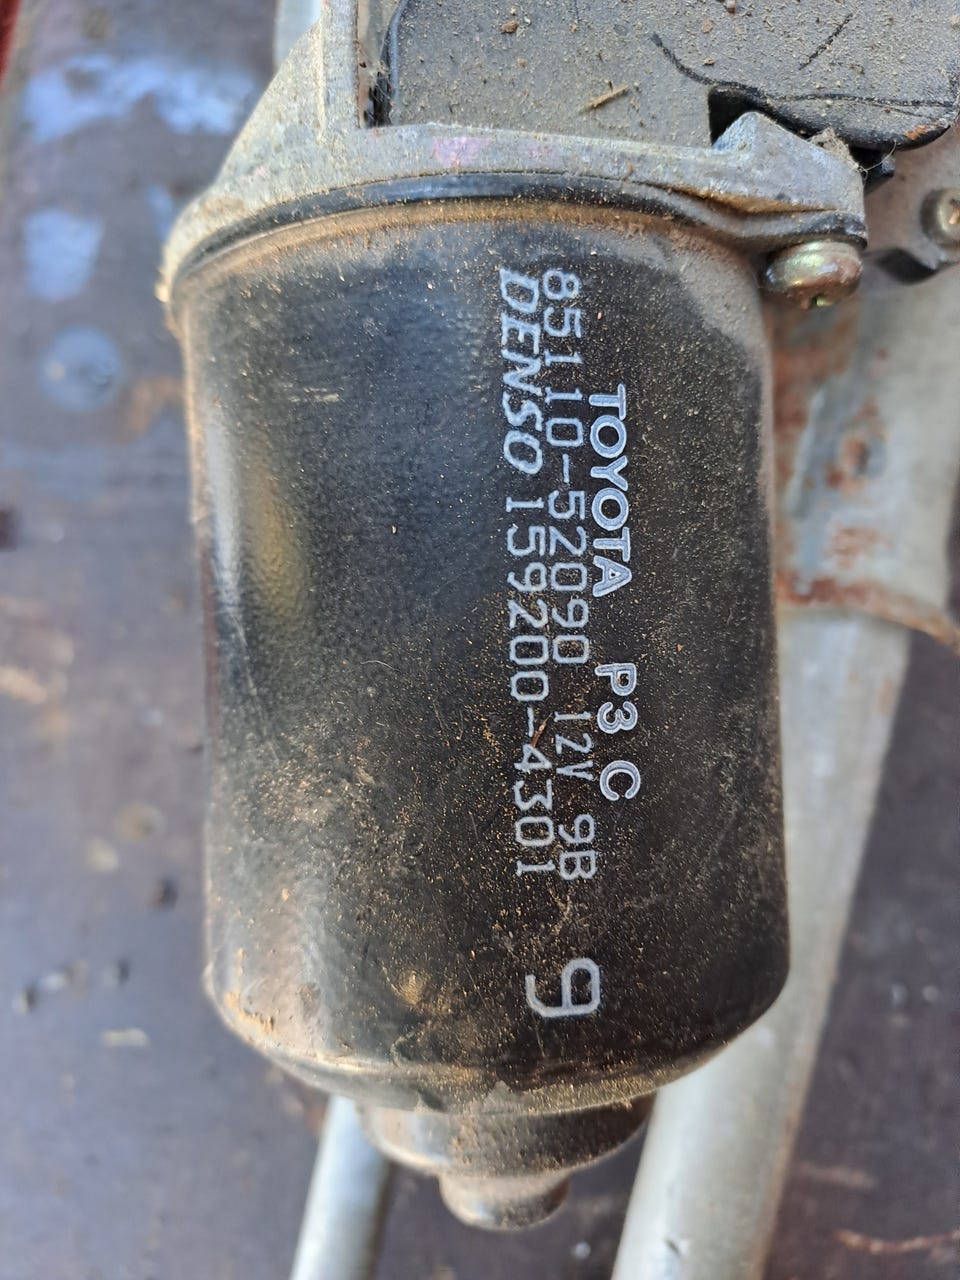 TOYOTA P3 C
85110-52090 12V 9B
DENSO 159200-4301
9